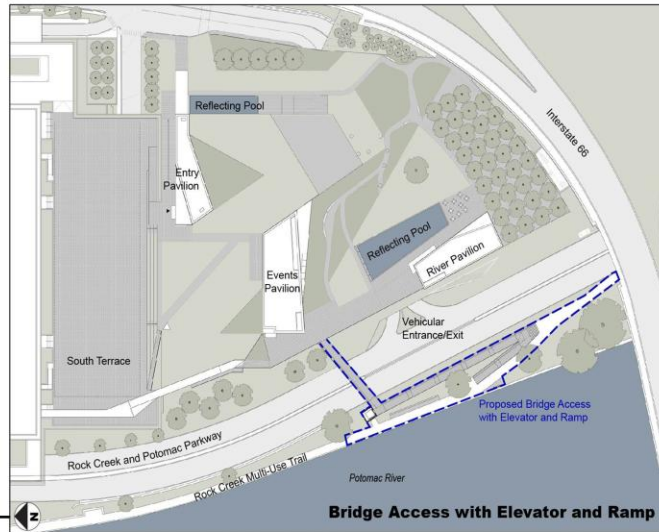 Reflecting Pool
Interstate 66
Entry
Pavilion
Reflecting Pool
River Pavilion
Events
Pavilion
Vehicular
Entrance/Exit
South Terrace
Proposed Bridge Access
with Elevator and Ramp
Rock Creek and Potomac Parkway
Rock Creek Multi-Use Trail
Potomac River
N
Bridge Access with Elevator and Ramp